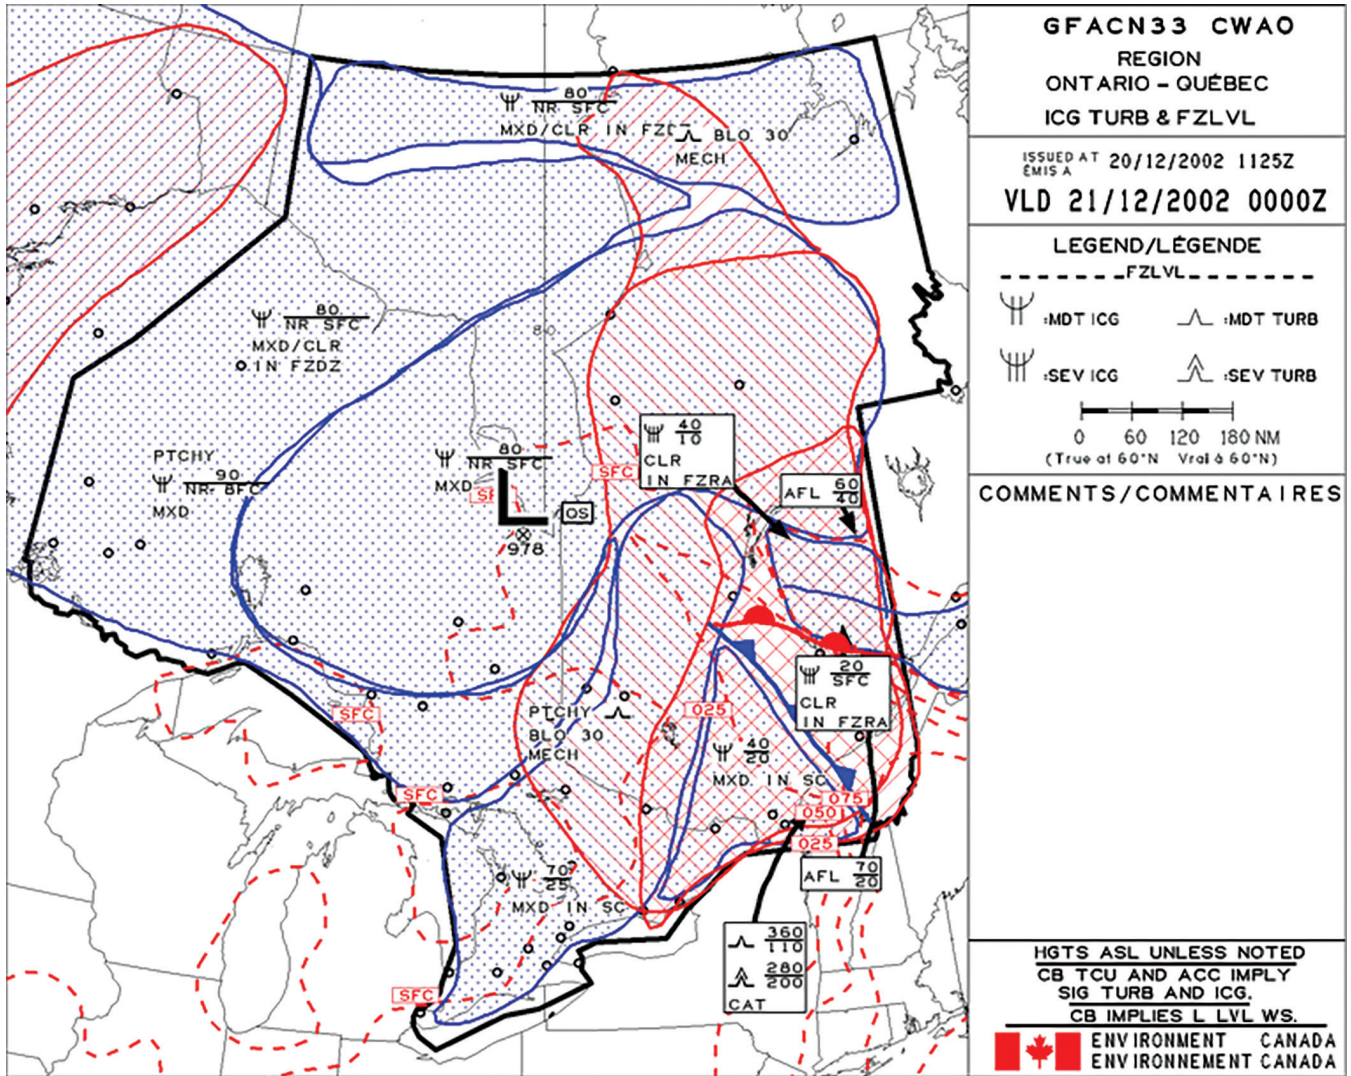 GFACN33 CWAO
REGION
ONTARIO - QUÉBEC
ICG TURB & FZLVL
ISSUED AT 20/12/2002 1125Z
ÉMIS A
VLD 21/12/2002 0000Z
LEGEND/LÉGENDE
FZLVL
:MDT ICG
:MDT TURB
:SEV ICG
:SEV TURB
0 60 120 180 NM
(True at 60°N Vrai à 60°N)
COMMENTS/COMMENTAIRES
HGTS ASL UNLESS NOTED
CB TCU AND ACC IMPLY
SIG TURB AND ICG.
CB IMPLIES L LVL WS.
ENVIRONMENT CANADA
ENVIRONNEMENT CANADA
80
NR SFC
MXD/CLR IN FZDZ
BLO 30
MECH
80
NR SFC
MXD/CLR
IN FZDZ
80
PTCHY
90
NR SFC
MXD
80
NR SFC
MXD
SFC
SFC
L
QS
978
40
10
CLR
IN FZRA
AFL 60
40
20
SFC
CLR
IN FZRA
025
SFC
PTCHY
BLO 30
MECH
40
20
MXD IN SC
SFC
075
050
025
AFL 70
20
70
25
MXD IN SC
360
110
280
200
CAT
SFC